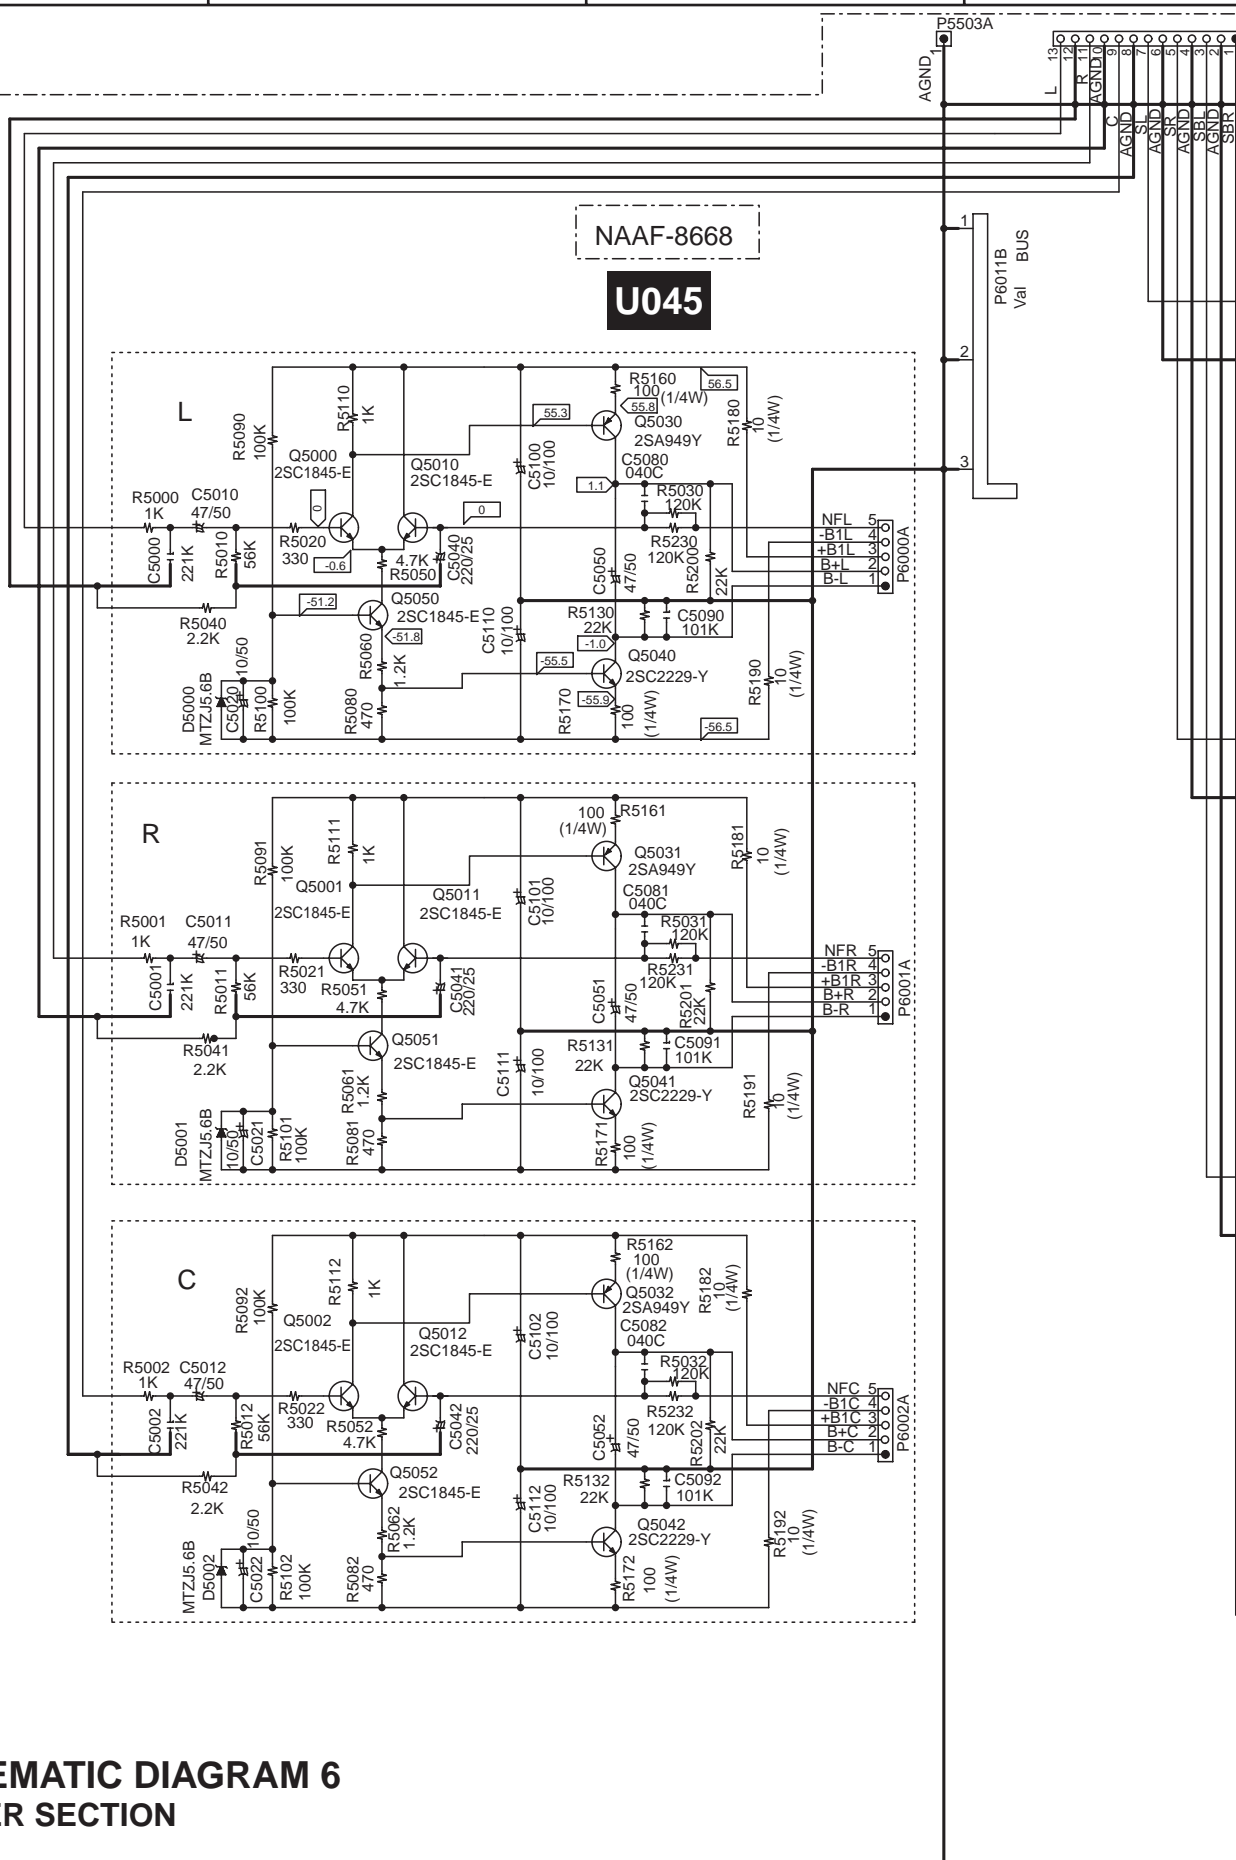 P5503A
AGND
1
13
12
11
10
9
8
7
6
5
4
3
2
1
L
R
AGND
C
AGND
SL
AGND
SR
AGND
SBL
AGND
SBR
NAAF-8668
U045
1
2
3
P6011B
Val BUS
L
R5090
100K
R5110
1K
Q5000
2SC1845-E
Q5010
2SC1845-E
55.3
C5100
10/100
R5160
100
(1/4W)
55.8
56.5
Q5030
2SA949Y
R5180
10
(1/4W)
C5080
040C
1.1
R5030
120K
R5000
1K
C5010
47/50
0
0
C5000
221K
R5010
56K
R5020
330
-0.6
4.7K
R5050
C5040
220/25
R5230
120K
C5050
47/50
R5200
22K
NFL 5
-B1L 4
+B1L 3
B+L 2
B-L 1
P6000A
-51.2
Q5050
2SC1845-E
R5040
2.2K
-51.8
C5110
10/100
R5130
22K
C5090
101K
-1.0
R5060
1.2K
-55.5
Q5040
2SC2229-Y
R5190
10
(1/4W)
D5000
MTZJ5.6B
C5020
10/50
R5100
100K
R5080
470
R5170
-55.9
100
(1/4W)
-56.5
R
R5091
100K
R5111
1K
Q5001
2SC1845-E
Q5011
2SC1845-E
C5101
10/100
100
(1/4W)
R5161
Q5031
2SA949Y
R5181
10
(1/4W)
C5081
040C
R5031
120K
R5001
1K
C5011
47/50
C5001
221K
R5011
56K
R5021
330
R5051
4.7K
C5041
220/25
R5231
120K
C5051
47/50
R5201
22K
NFR 5
-B1R 4
+B1R 3
B+R 2
B-R 1
P6001A
R5041
2.2K
Q5051
2SC1845-E
C5111
10/100
R5131
22K
C5091
101K
R5061
1.2K
Q5041
2SC2229-Y
R5191
10
(1/4W)
D5001
MTZJ5.6B
10/50
C5021
R5101
100K
R5081
470
R5171
100
(1/4W)
C
R5092
100K
R5112
1K
Q5002
2SC1845-E
Q5012
2SC1845-E
C5102
10/100
R5162
100
(1/4W)
Q5032
2SA949Y
R5182
10
(1/4W)
C5082
040C
R5032
120K
R5002
1K
C5012
47/50
C5002
221K
R5012
56K
R5022
330
R5052
4.7K
C5042
220/25
R5232
120K
C5052
47/50
R5202
22K
NFC 5
-B1C 4
+B1C 3
B+C 2
B-C 1
P6002A
R5042
2.2K
Q5052
2SC1845-E
C5112
10/100
R5132
22K
C5092
101K
R5062
1.2K
Q5042
2SC2229-Y
R5192
10
(1/4W)
MTZJ5.6B
D5002
C5022
10/50
R5102
100K
R5082
470
R5172
100
(1/4W)
EMATIC DIAGRAM 6
ER SECTION